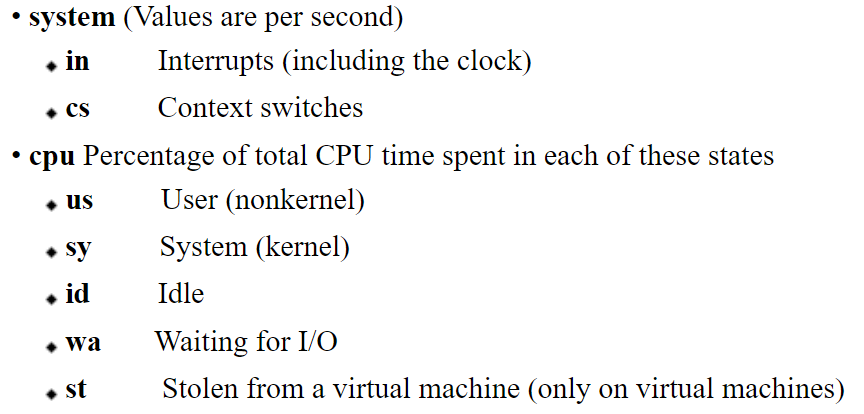 • system (Values are per second)
◆ in Interrupts (including the clock)
◆ cs Context switches
• cpu Percentage of total CPU time spent in each of these states
◆ us User (nonkernel)
◆ sy System (kernel)
◆ id Idle
◆ wa Waiting for I/O
◆ st Stolen from a virtual machine (only on virtual machines)